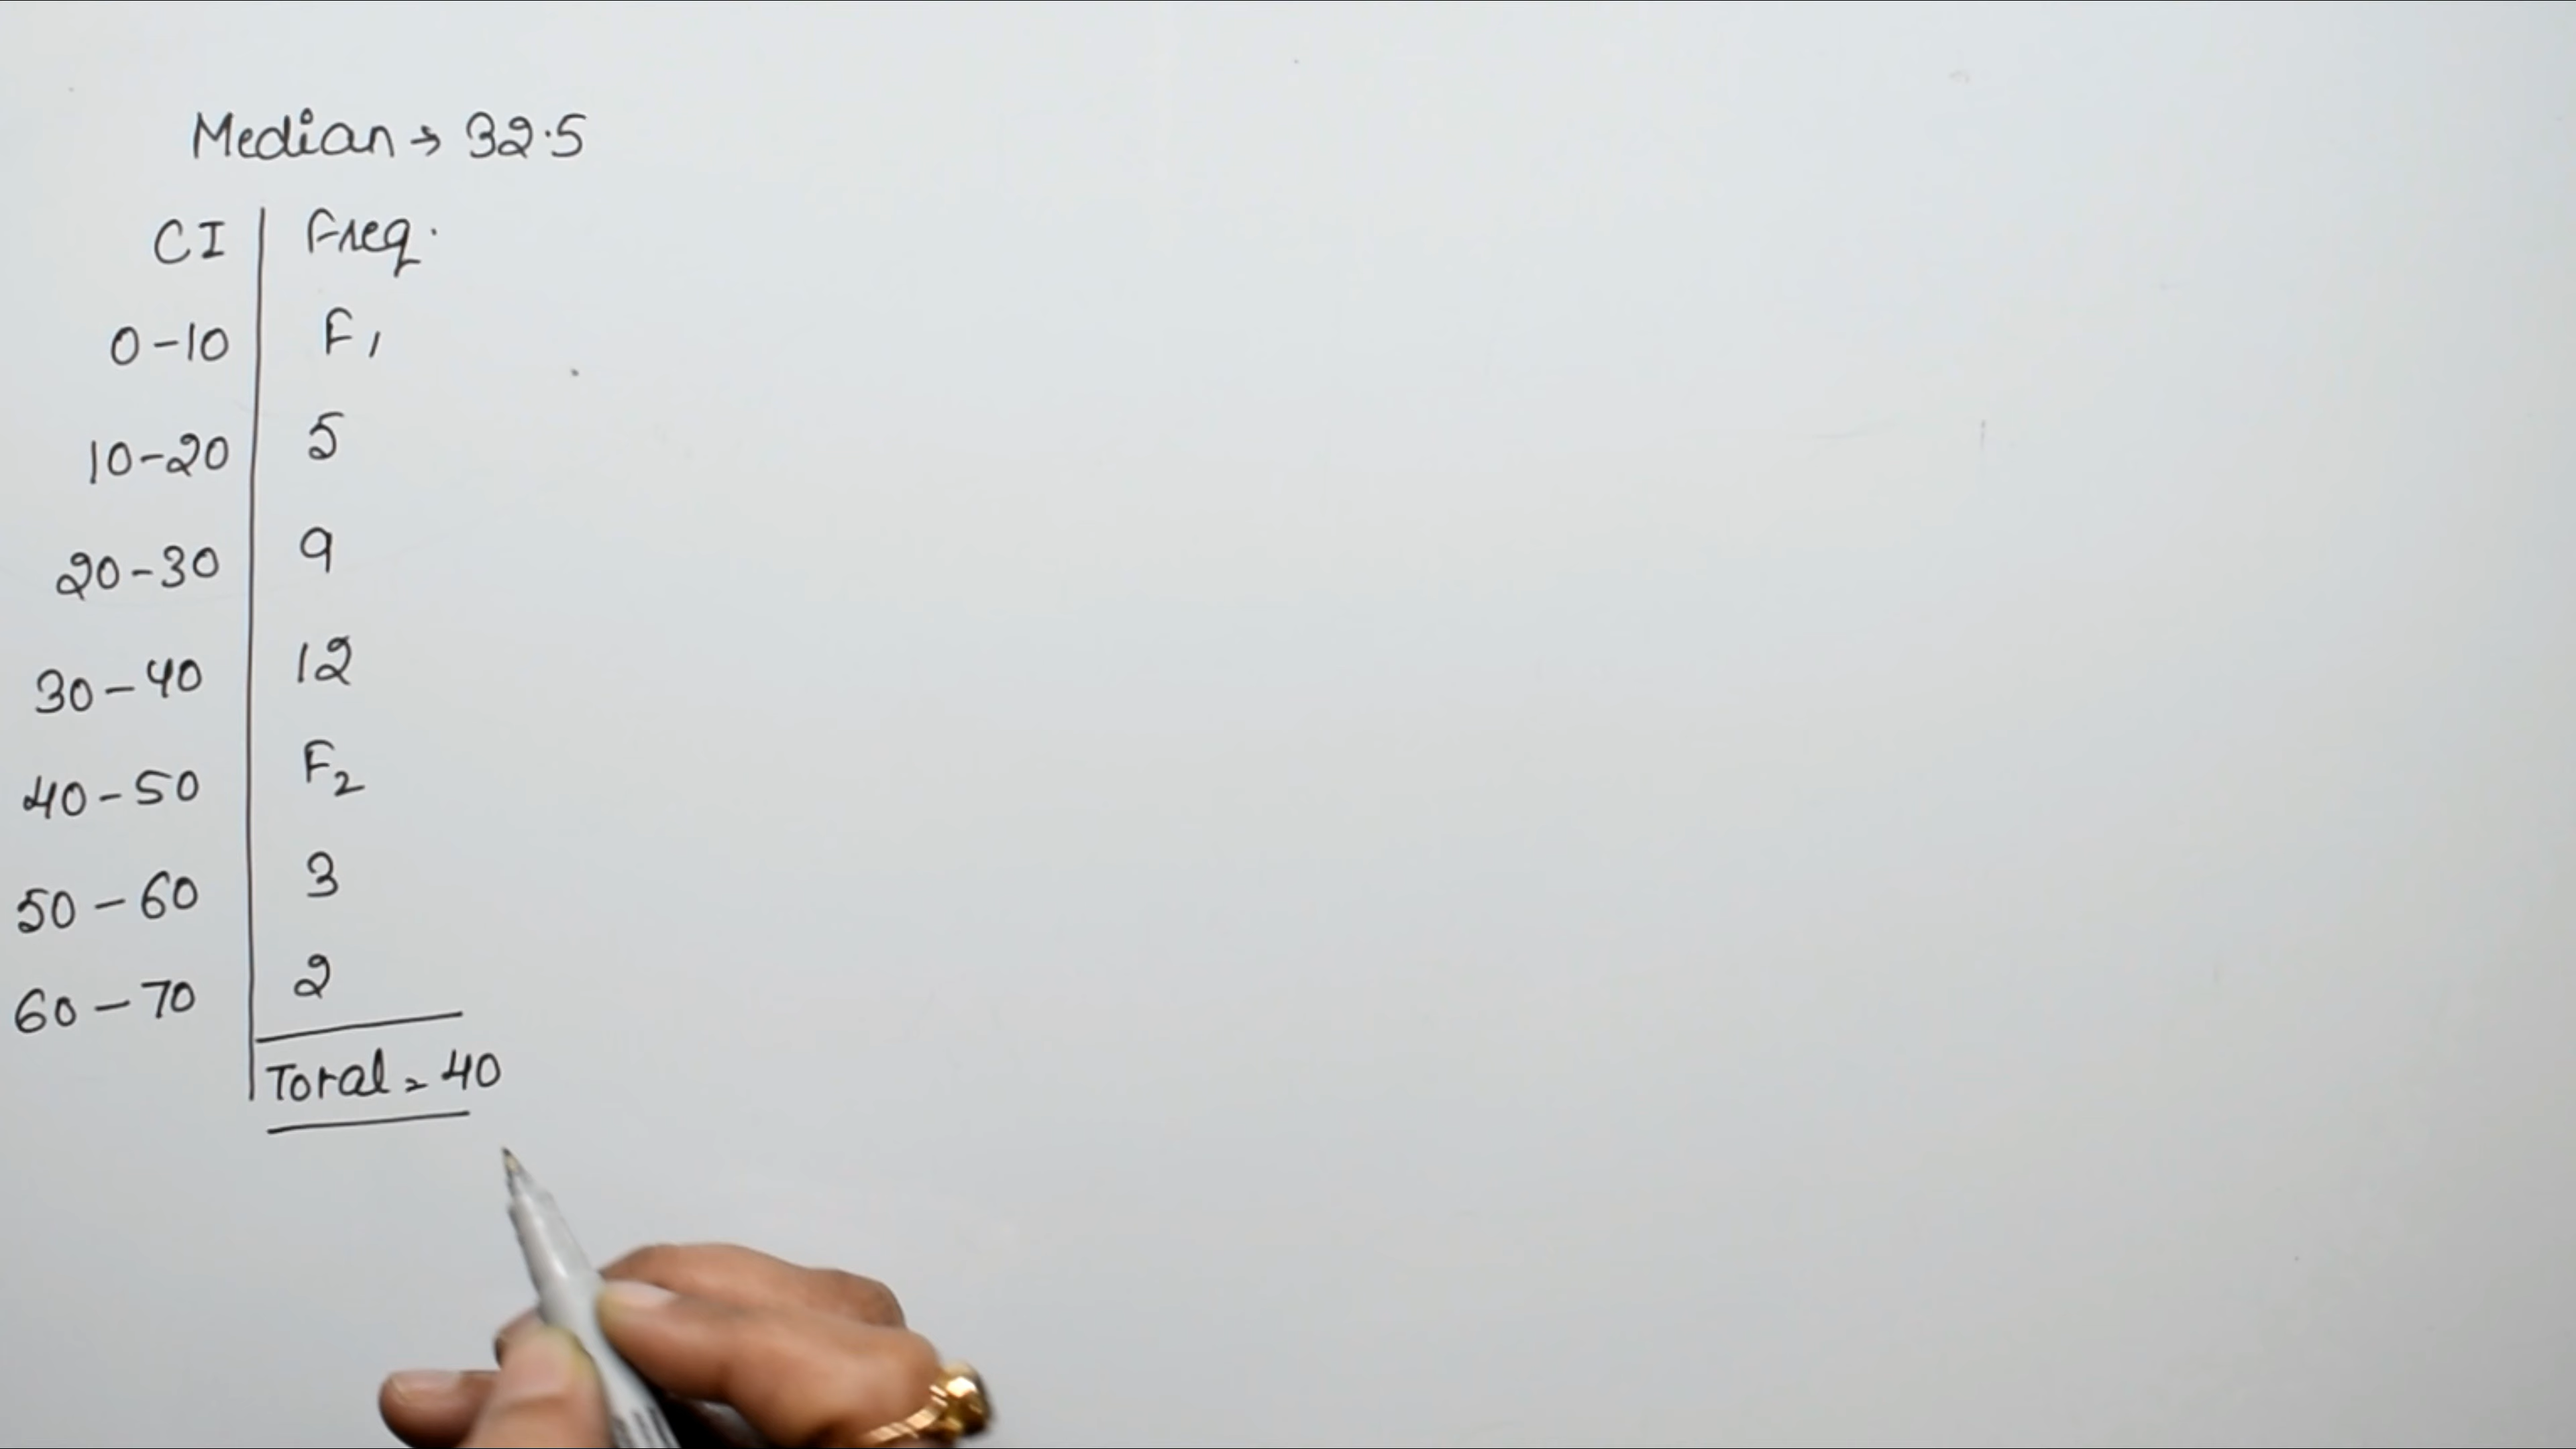 Median → 32.5
CI Freq.
0-10 F1
10-20 5
20-30 9
30-40 12
40-50 F2
50-60 3
60-70 2
Total = 40